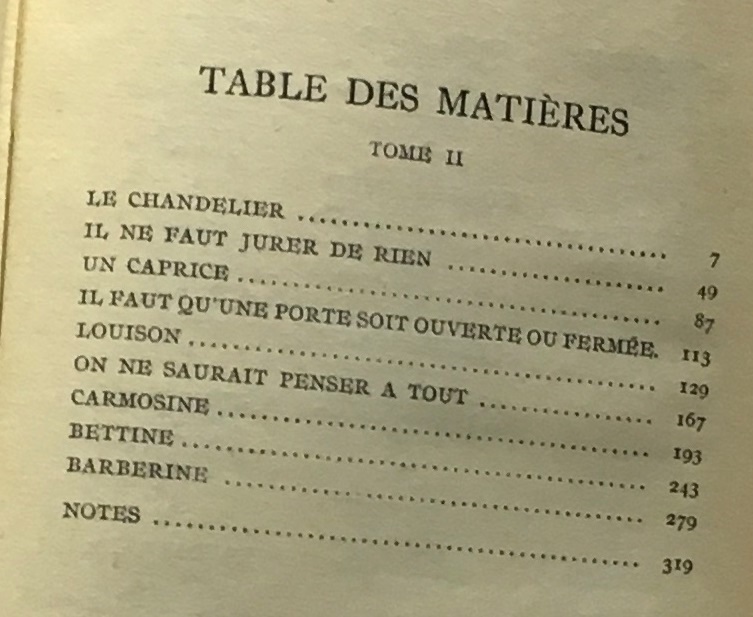 TABLE DES MATIÈRES
TOME II
LE CHANDELIER ........................................ 7
IL NE FAUT JURER DE RIEN ........................ 49
UN CAPRICE ............................................. 87
IL FAUT QU'UNE PORTE SOIT OUVERTE OU FERMÉE. 113
LOUISON .................................................. 129
ON NE SAURAIT PENSER A TOUT ................... 167
CARMOSINE .............................................. 193
BETTINE ................................................... 243
BARBERINE .............................................. 279
NOTES ...................................................... 319